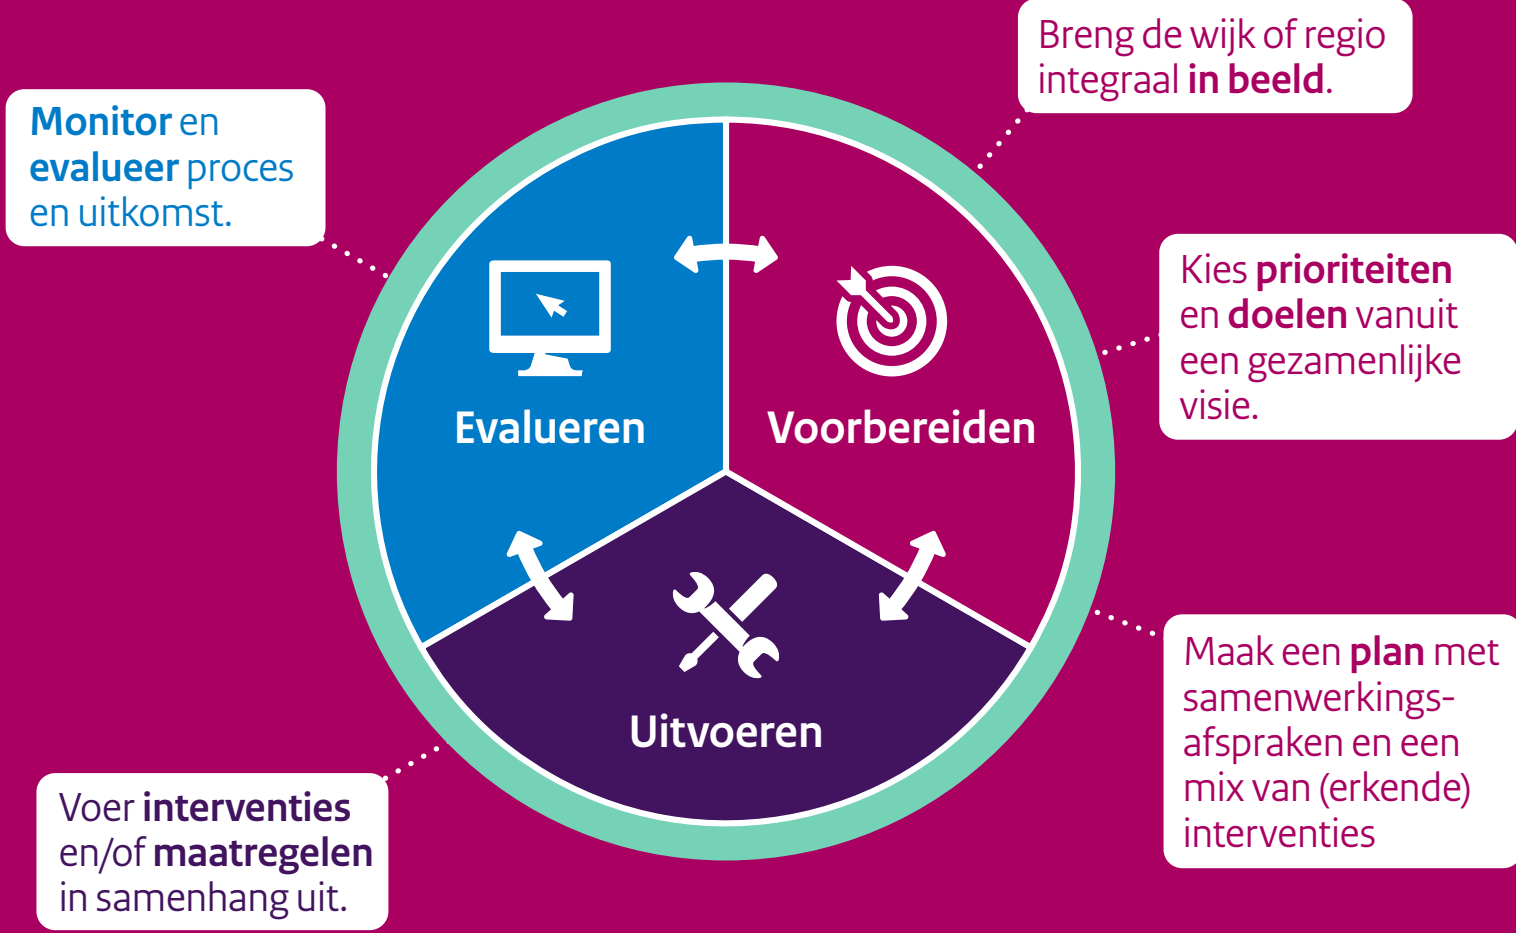 Breng de wijk of regio
integraal in beeld.
Monitor en
evalueer proces
en uitkomst.
Kies prioriteiten
en doelen vanuit
een gezamenlijke
visie.
Evalueren
Voorbereiden
Maak een plan met
samenwerkings-
afspraken en een
mix van (erkende)
interventies
Uitvoeren
Voer interventies
en/of maatregelen
in samenhang uit.